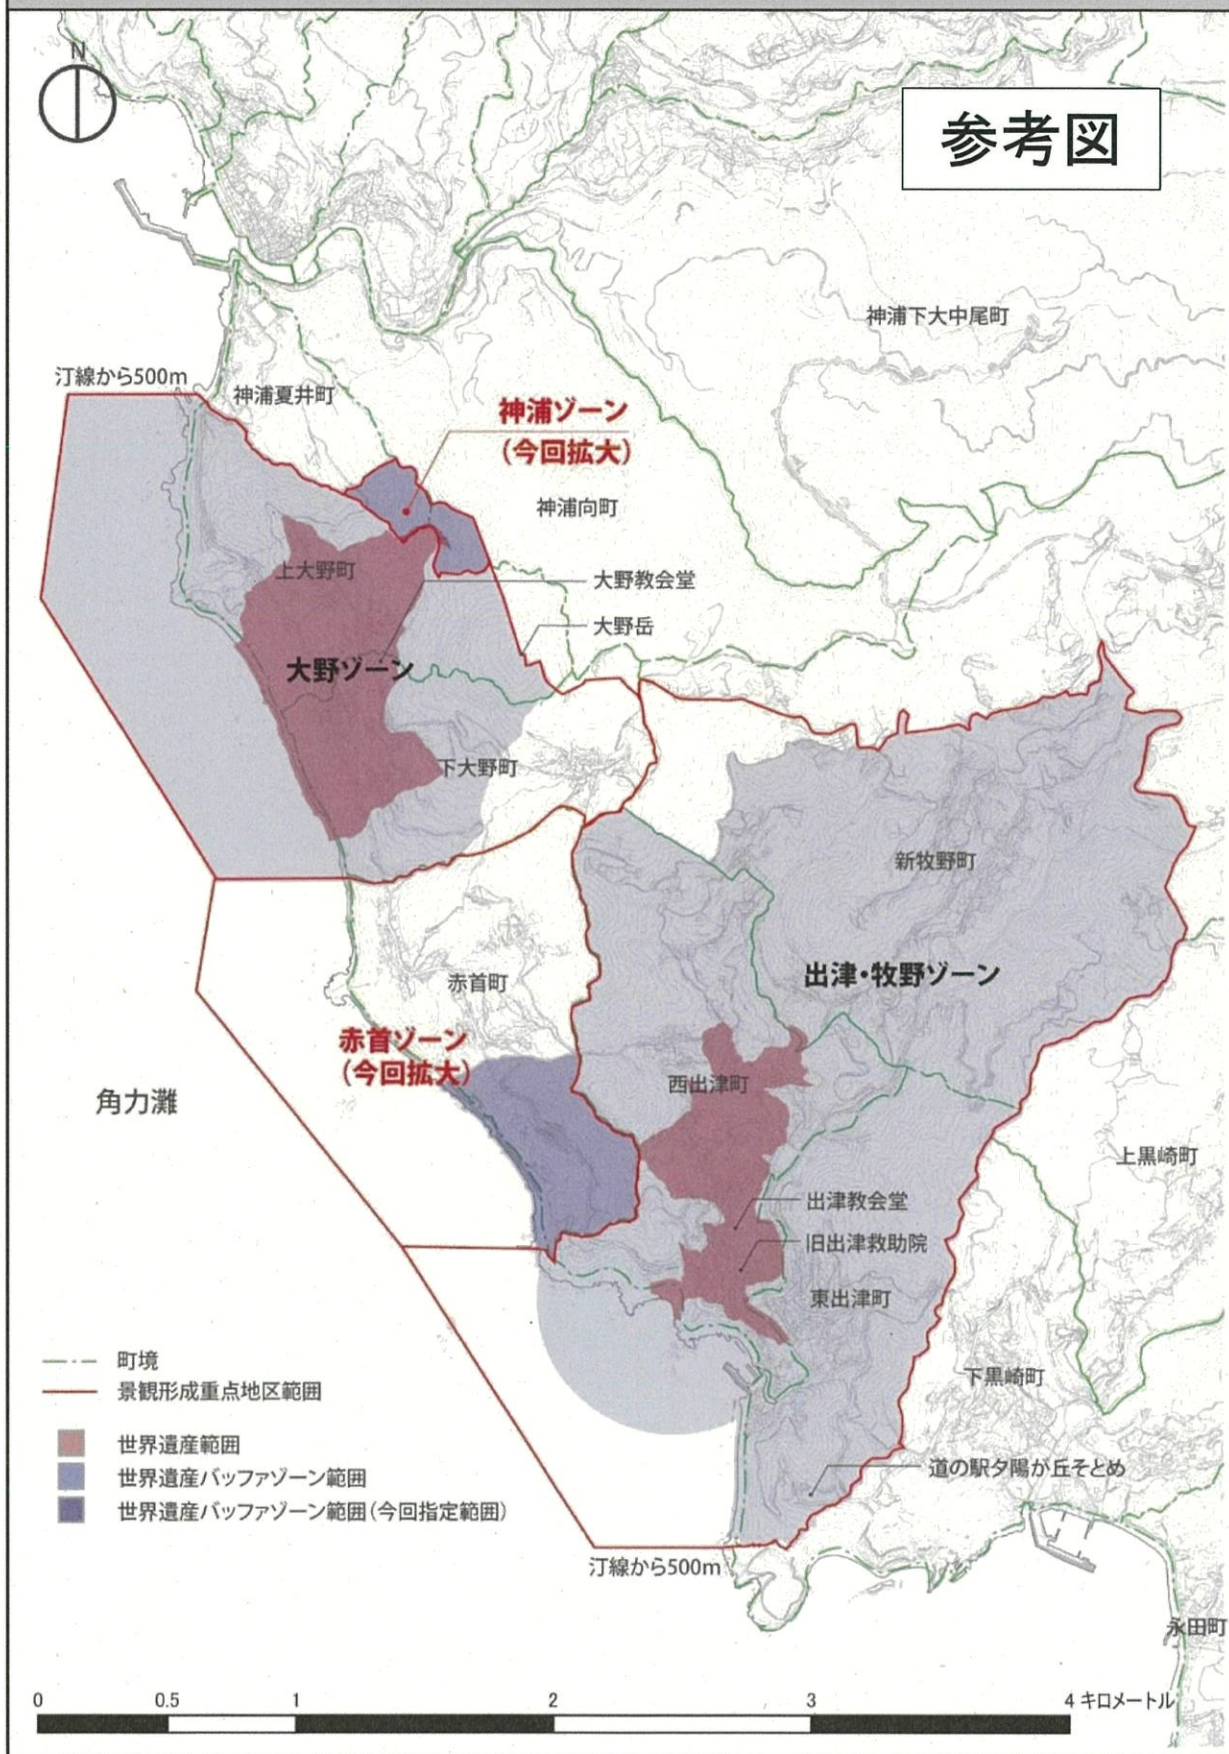 N
参考図
神浦下大中尾町
汀線から500m
神浦夏井町
神浦ゾーン
(今回拡大)
神浦向町
上大野町
大野教会堂
大野岳
大野ゾーン
下大野町
新牧野町
出津・牧野ゾーン
赤首町
赤首ゾーン
(今回拡大)
西出津町
角力灘
上黒崎町
出津教会堂
旧出津救助院
東出津町
町境
景観形成重点地区範囲
下黒崎町
世界遺産範囲
世界遺産バッファゾーン範囲
世界遺産バッファゾーン範囲(今回指定範囲)
道の駅夕陽が丘そとめ
汀線から500m
永田町
0 0.5 1 2 3 4 キロメートル